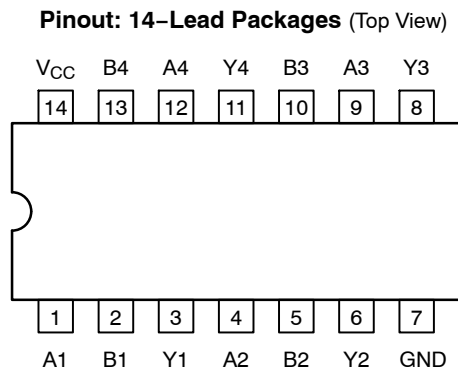 Pinout: 14−Lead Packages (Top View)
VCC B4 A4 Y4 B3 A3 Y3
14 13 12 11 10 9 8
1 2 3 4 5 6 7
A1 B1 Y1 A2 B2 Y2 GND